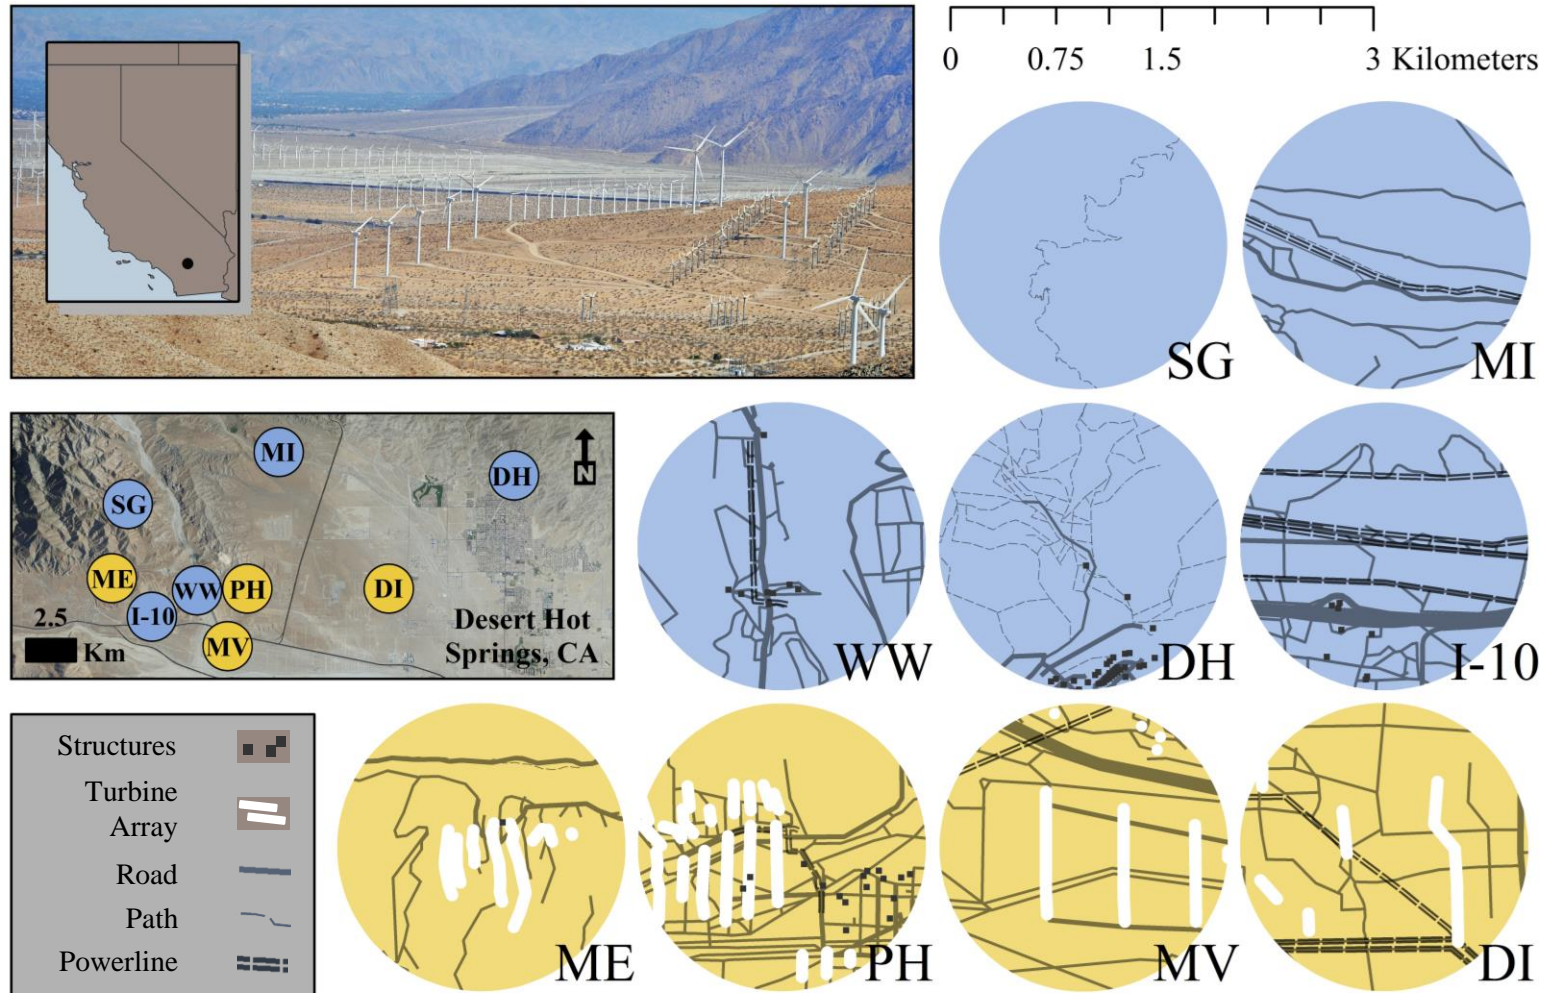 0 0.75 1.5 3 Kilometers
SG
MI
MI
DH
N
SG
ME
WW
PH
DI
I-10
MV
2.5
Km
Desert Hot
Springs, CA
WW
DH
I-10
Structures
Turbine
Array
Road
Path
Powerline
ME
PH
MV
DI